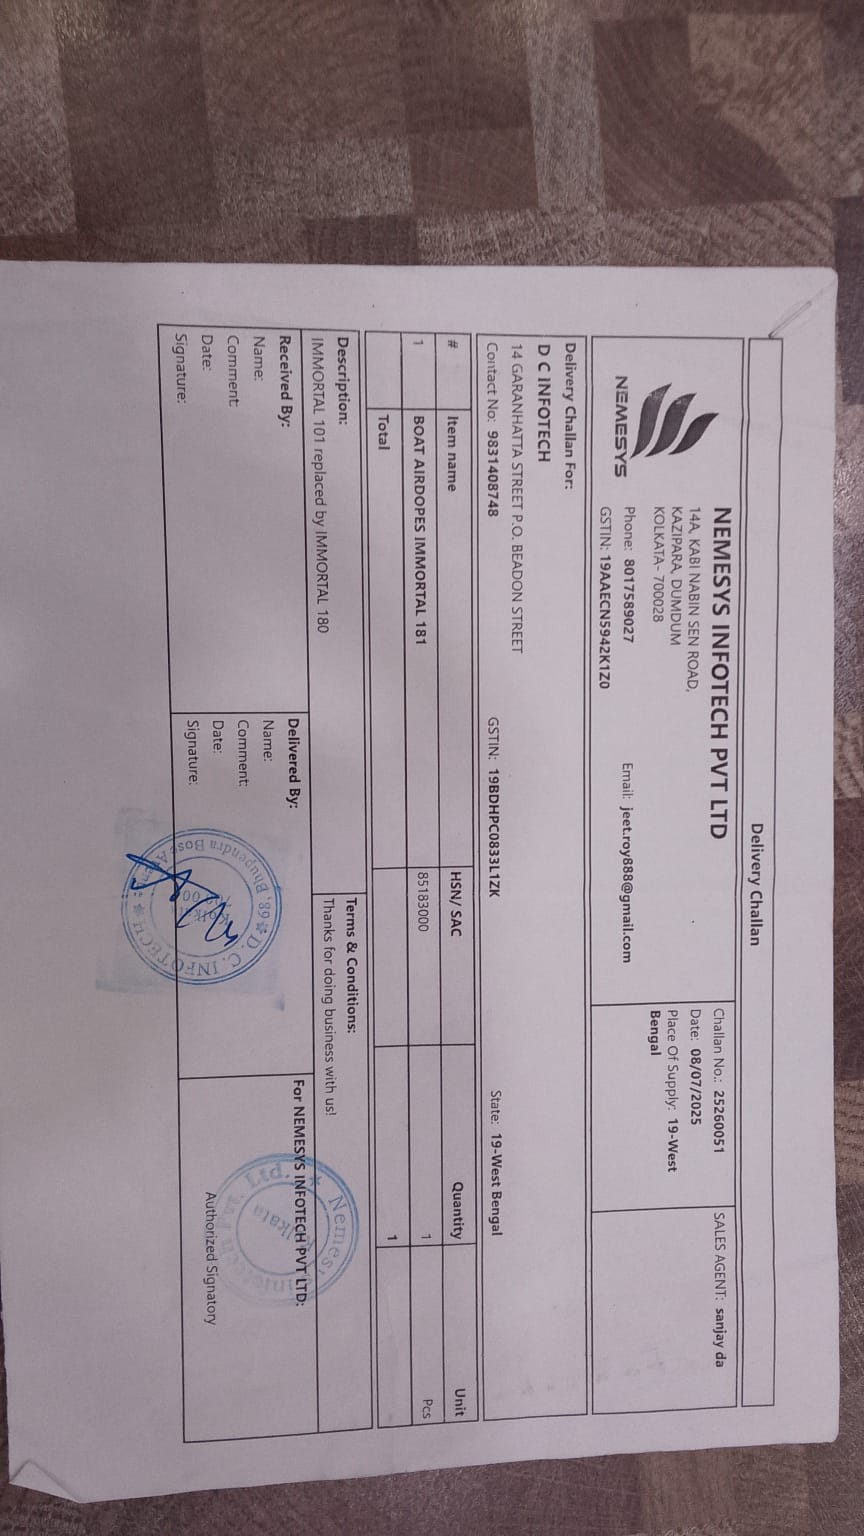 Delivery Challan
NEMESYS
NEMESYS INFOTECH PVT LTD
14A, KABI NABIN SEN ROAD,
KAZIPARA, DUMDUM
KOLKATA- 700028
Phone: 8017589027 Email: jeet.roy888@gmail.com
GSTIN: 19AAECN5942K1Z0
Challan No.: 25260051
Date: 08/07/2025
Place Of Supply: 19-West
Bengal
SALES AGENT: sanjay da
Delivery Challan For:
D C INFOTECH
14 GARANHATTA STREET P.O. BEADON STREET
Contact No: 9831408748 GSTIN: 19BDHPC0833L1ZK State: 19-West Bengal
# Item name HSN/ SAC Quantity Unit
1 BOAT AIRDOPES IMMORTAL 181 85183000 1 Pcs
Total 1
Description:
IMMORTAL 101 replaced by IMMORTAL 180
Terms & Conditions:
Thanks for doing business with us!
Received By:
Name:
Comment:
Date:
Signature:
Delivered By:
Name:
Comment:
Date:
Signature:
D. C. INFOTECH
68, Bhupendra Bose
For NEMESYS INFOTECH PVT LTD:
Authorized Signatory
Infotech
Ltd.